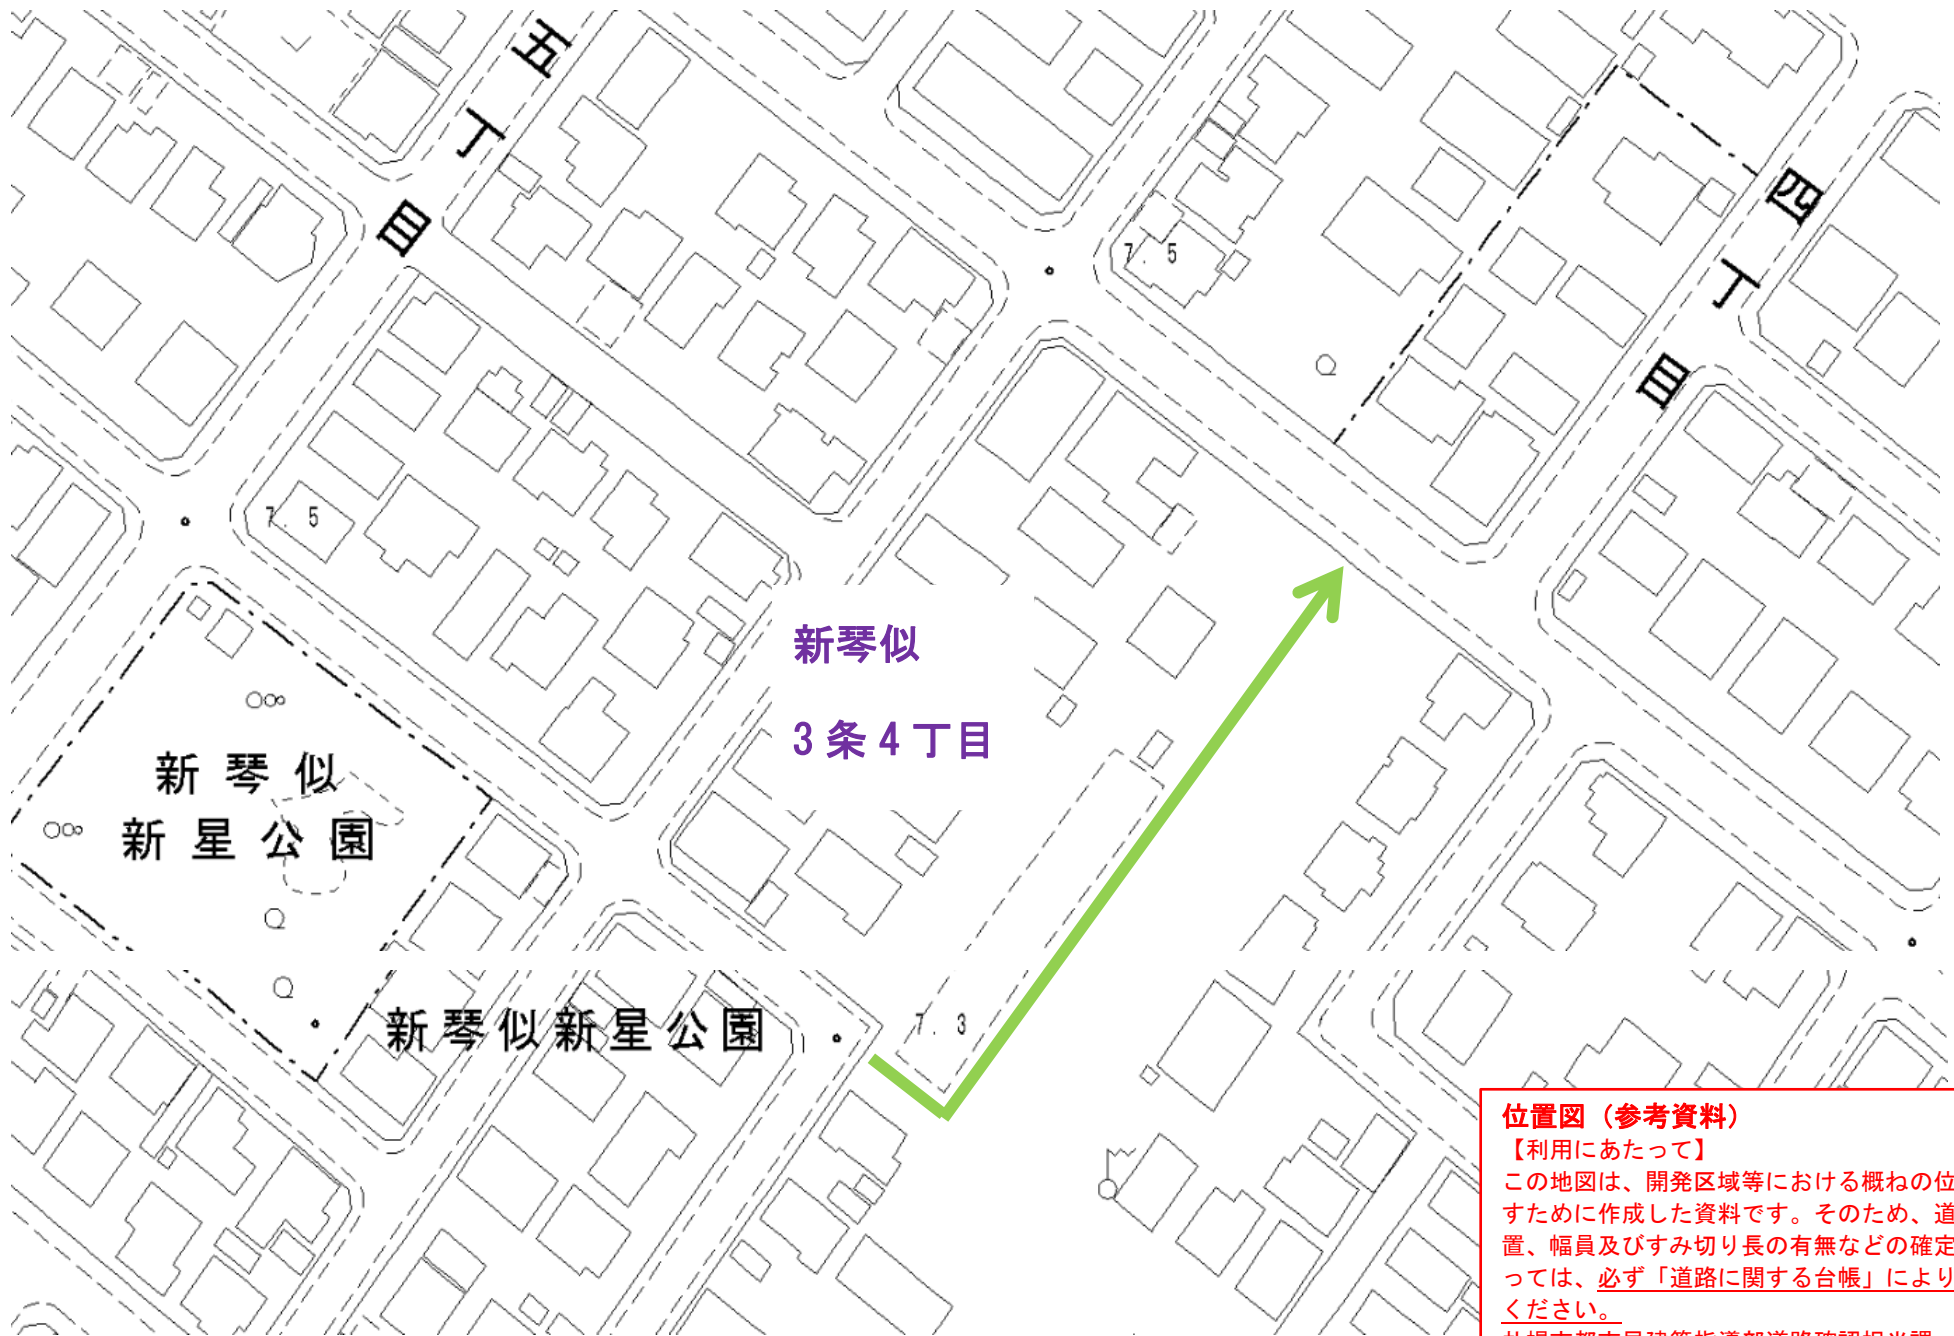 五
丁
目
四
丁
目
7.5
7.5
新琴似
3条4丁目
新琴似
新星公園
新琴似新星公園
7.3
位置図（参考資料）
【利用にあたって】
この地図は、開発区域等における概ねの位
すために作成した資料です。そのため、道
置、幅員及びすみ切り長の有無などの確定
っては、必ず「道路に関する台帳」により
ください。